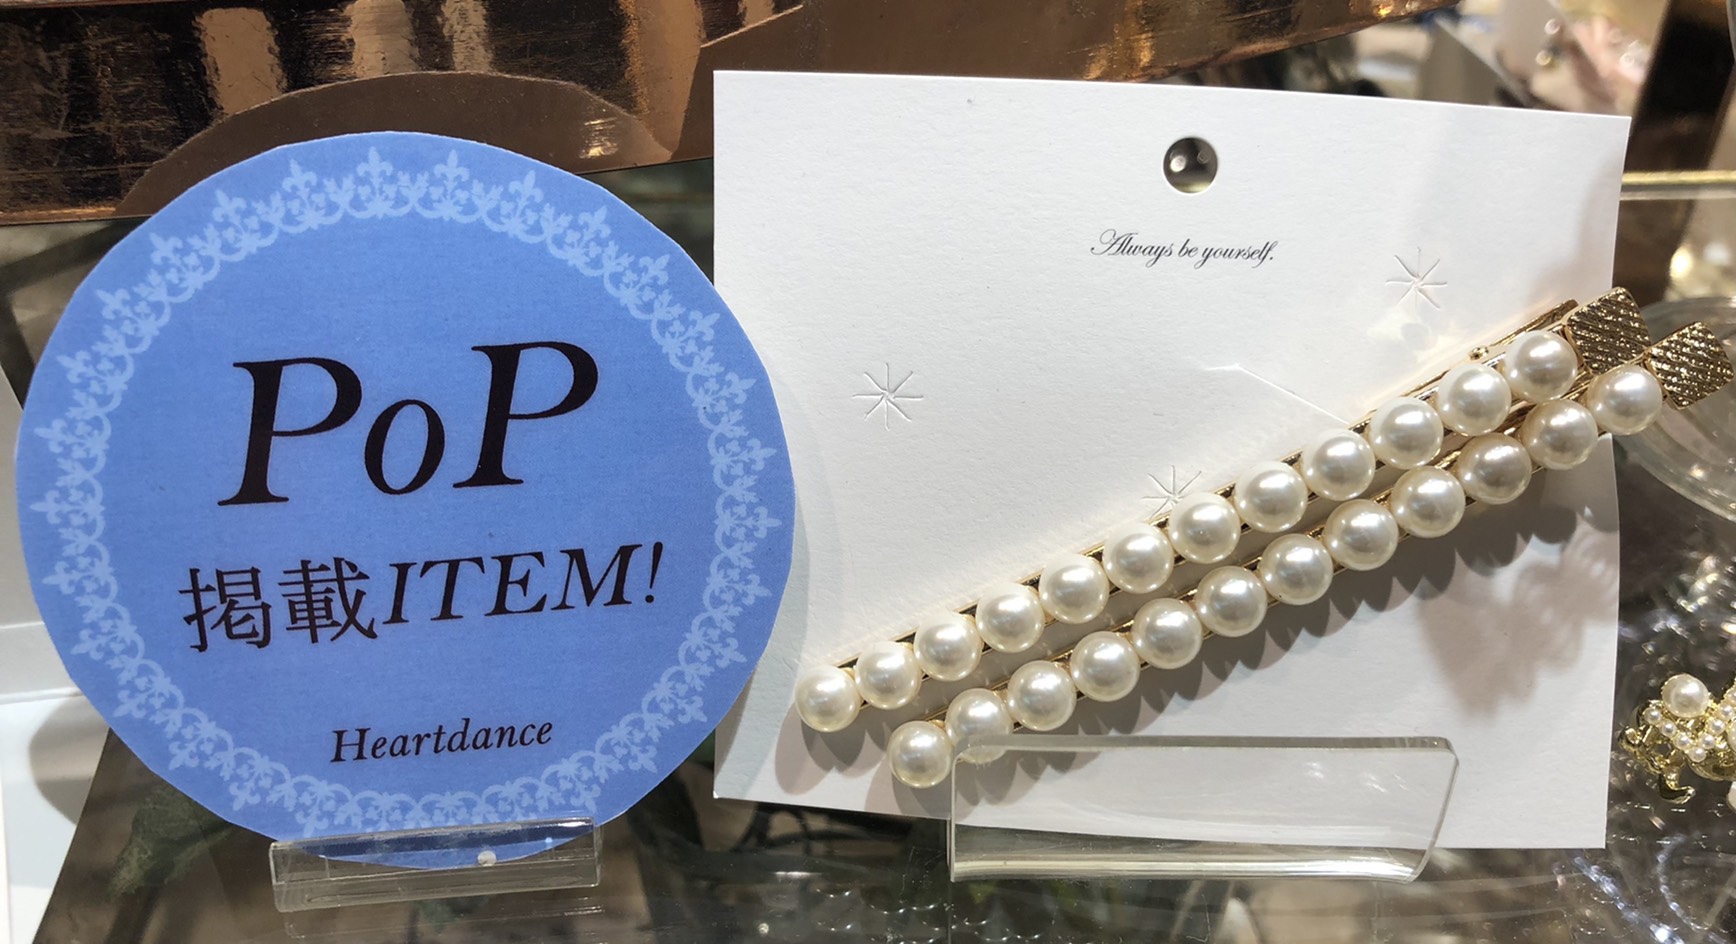 PoP
掲載ITEM!
Heartdance
Always be yourself.